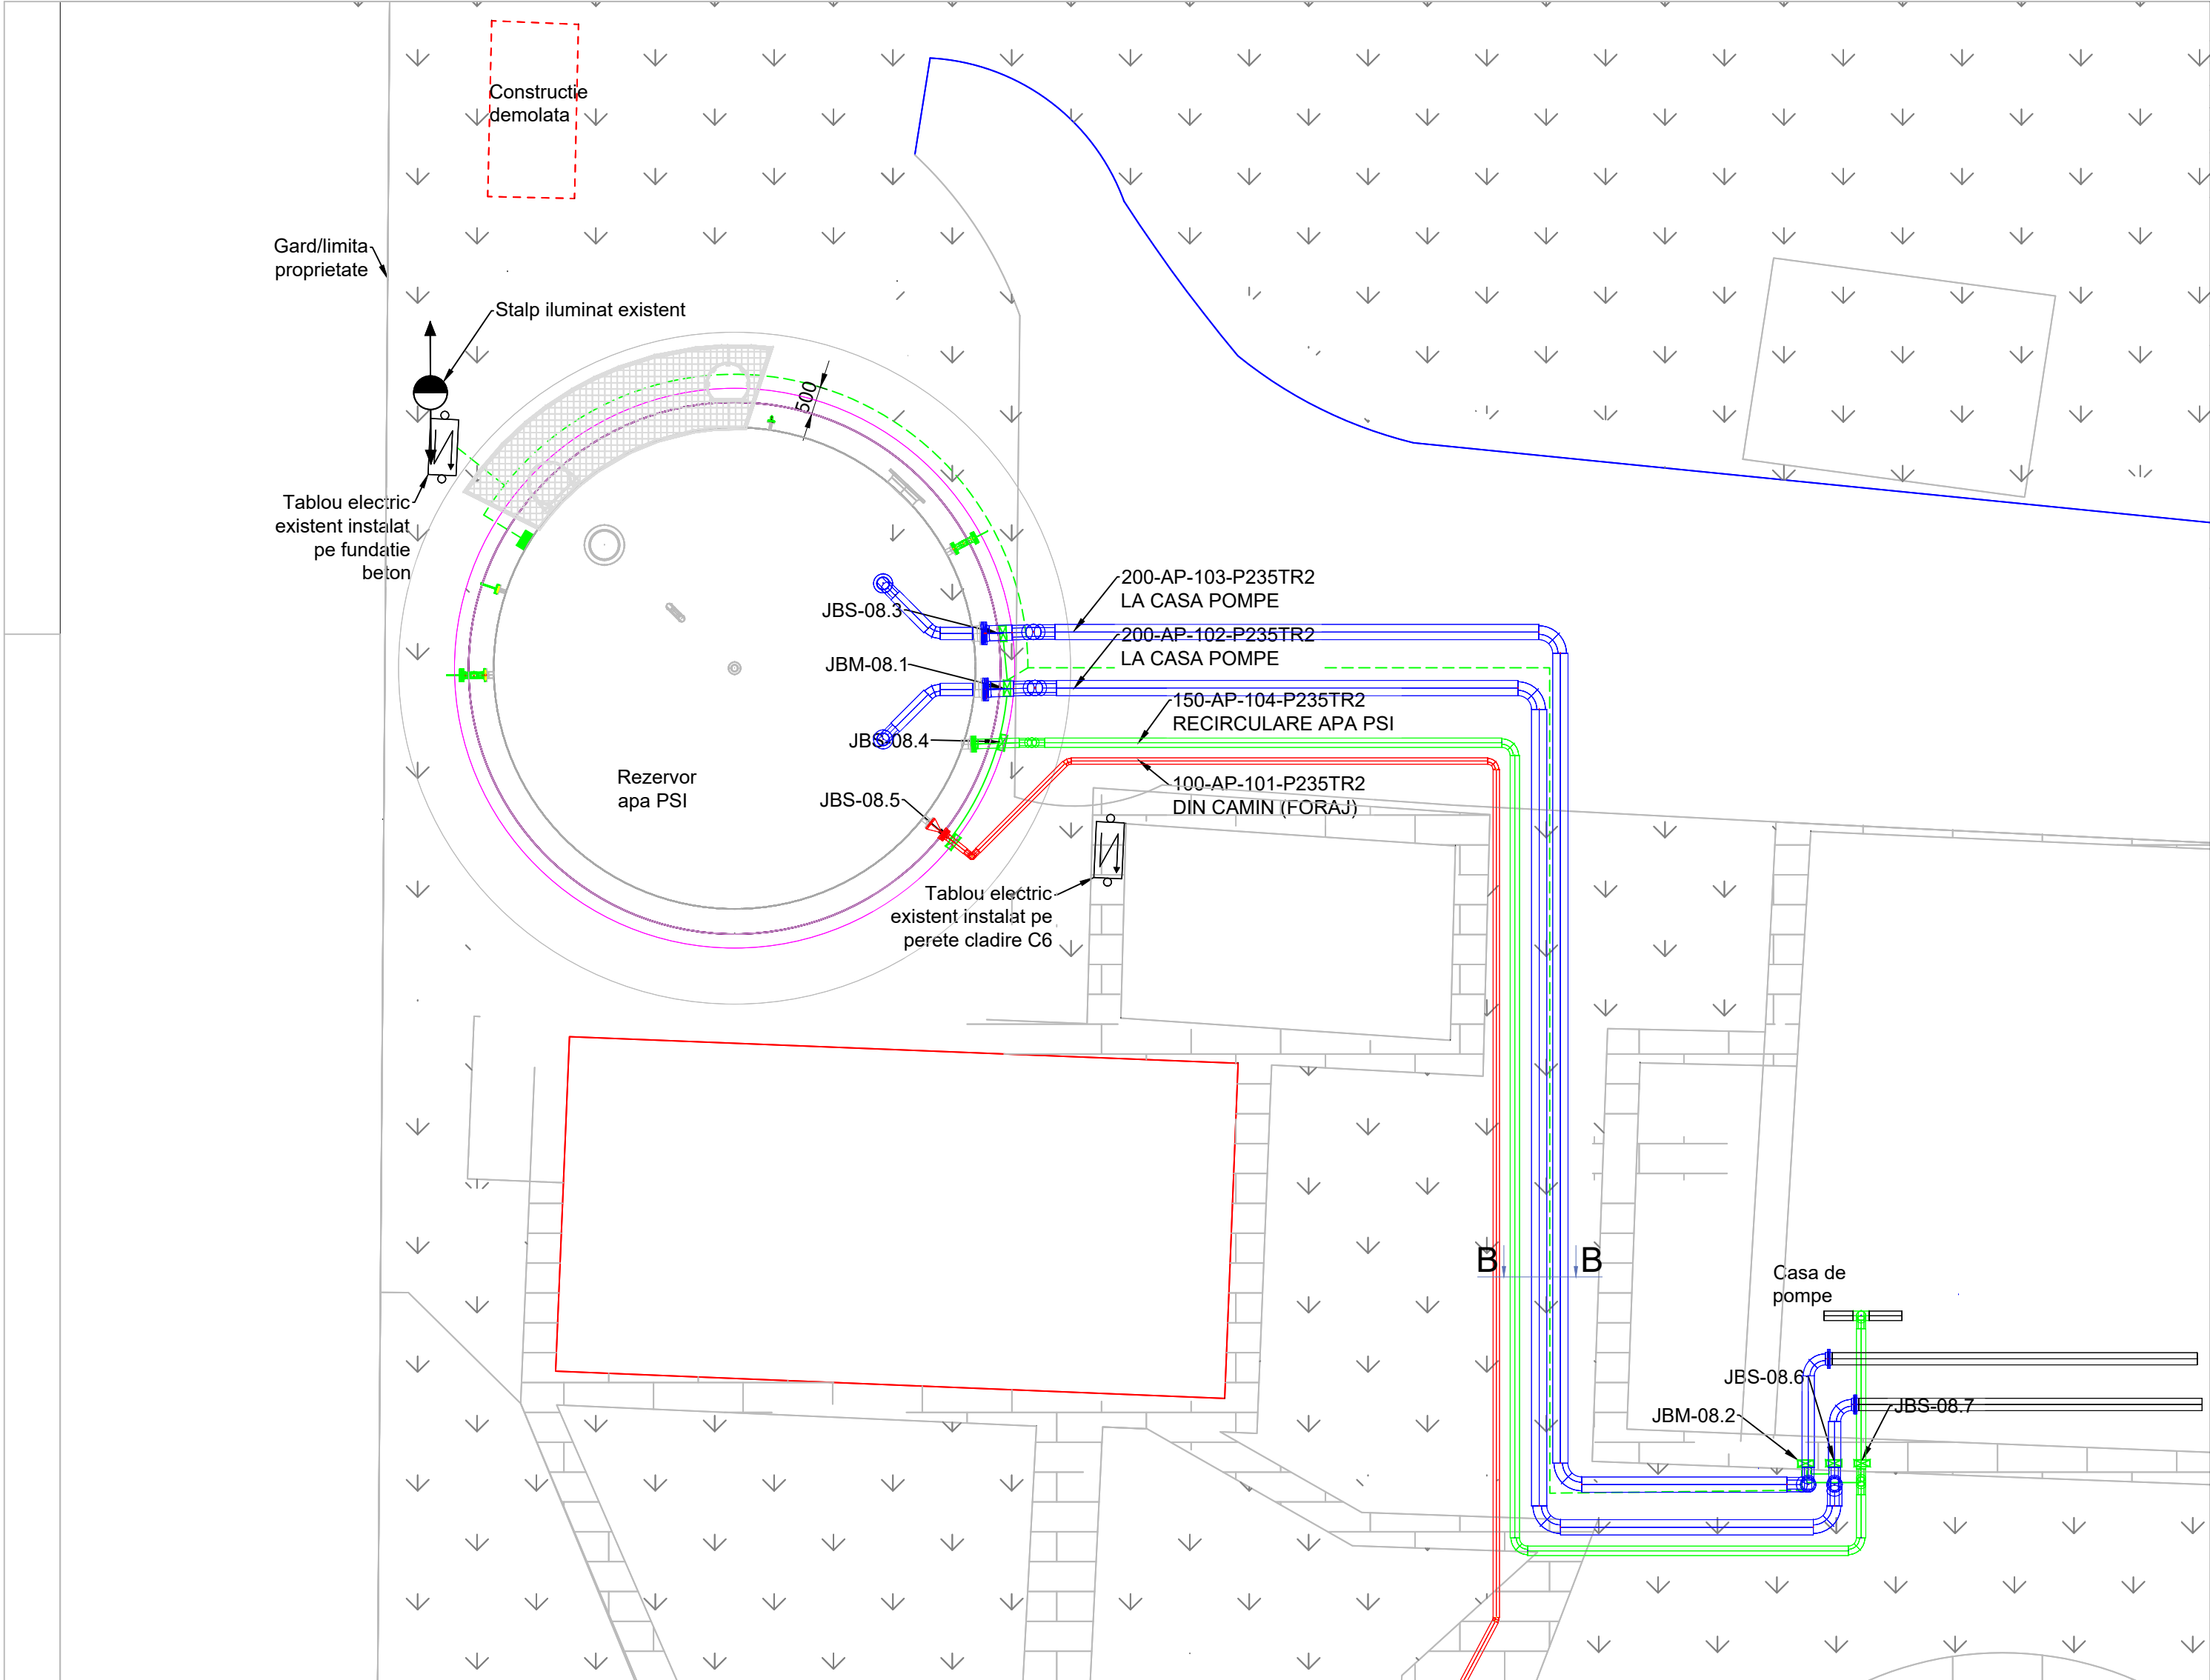 Constructie
demolata
Gard/limita
proprietate
Stalp iluminat existent
500
Tablou electric
existent instalat
pe fundatie
beton
200-AP-103-P235TR2
LA CASA POMPE
JBS-08.3
200-AP-102-P235TR2
LA CASA POMPE
JBM-08.1
150-AP-104-P235TR2
RECIRCULARE APA PSI
JBS-08.4
Rezervor
apa PSI
100-AP-101-P235TR2
DIN CAMIN (FORAJ)
JBS-08.5
Tablou electric
existent instalat pe
perete cladire C6
B B
Casa de
pompe
JBS-08.6
JBS-08.7
JBM-08.2